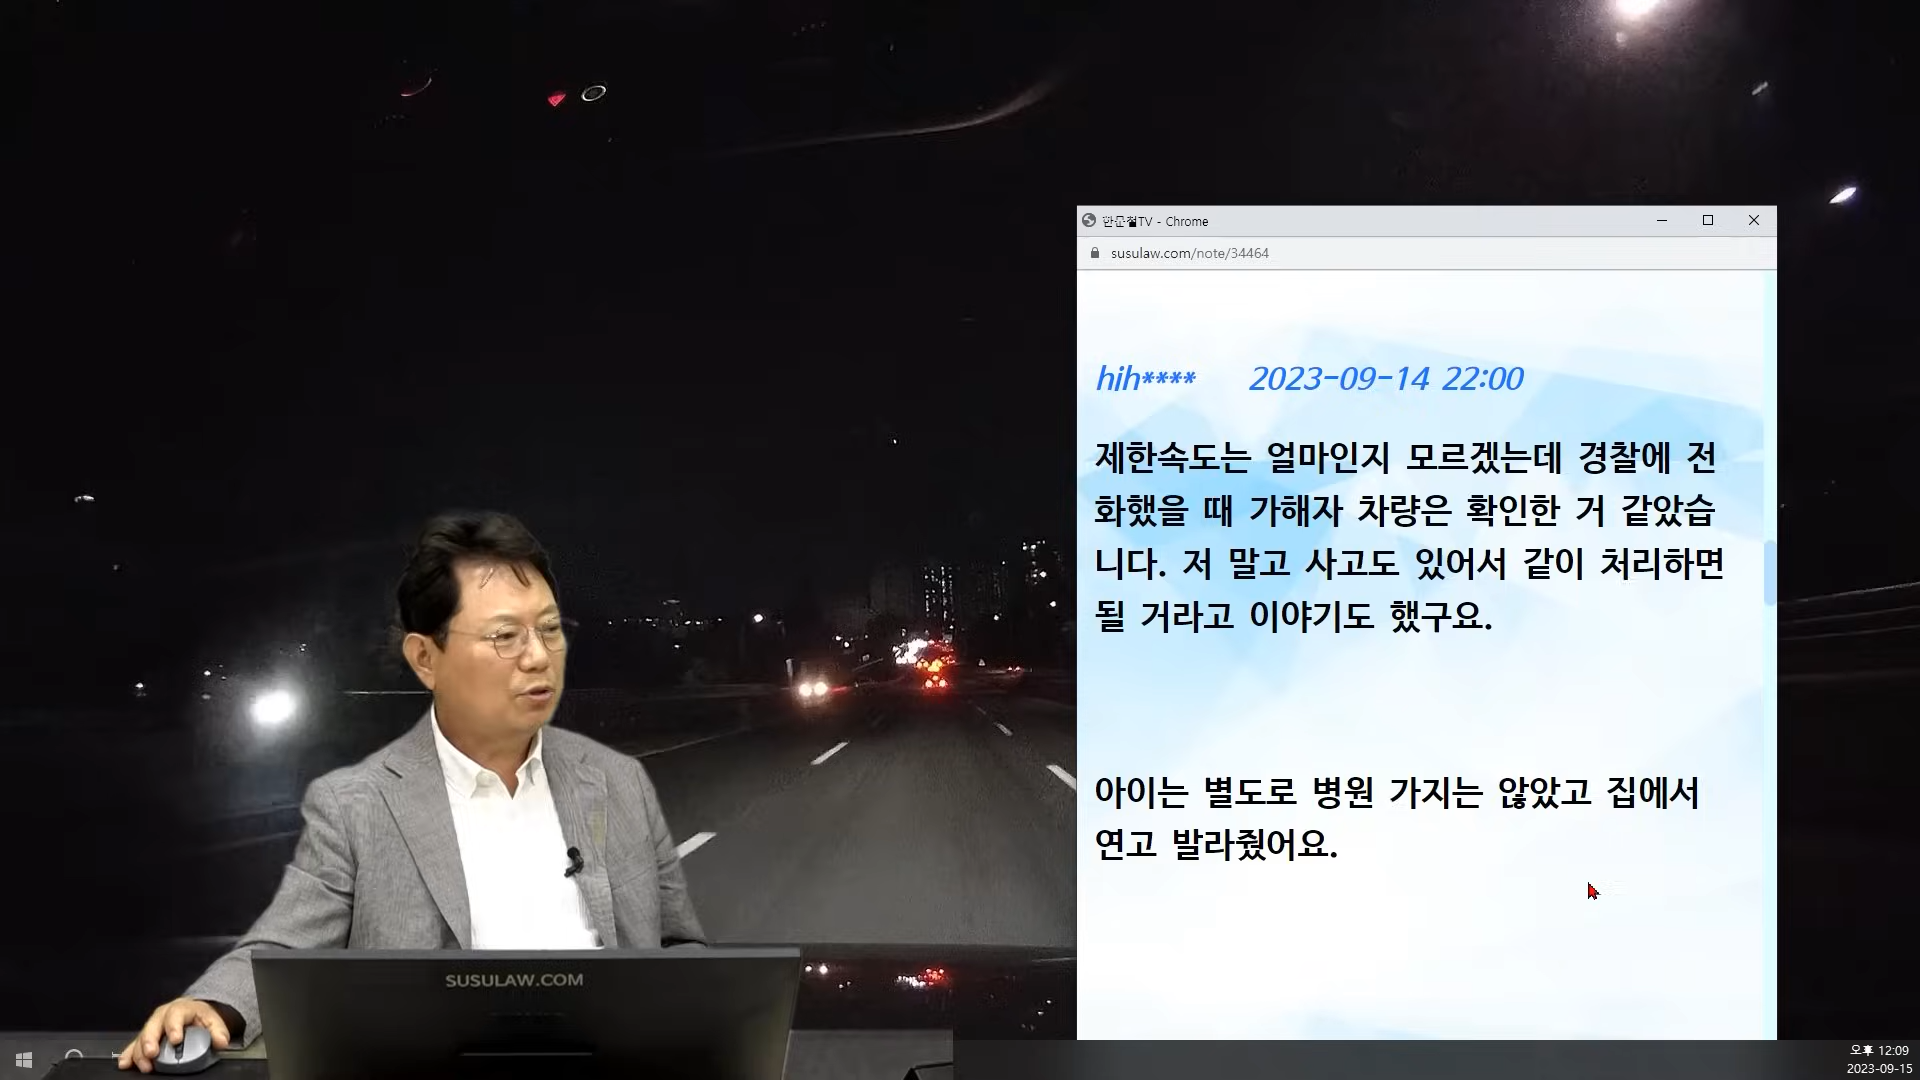 한문철TV - Chrome
susulaw.com/note/34464
hih**** 2023-09-14 22:00
제한속도는 얼마인지 모르겠는데 경찰에 전
화했을 때 가해자 차량은 확인한 거 같았습
니다. 저 말고 사고도 있어서 같이 처리하면
될 거라고 이야기도 했구요.
아이는 별도로 병원 가지는 않았고 집에서
연고 발라줬어요.
SUSULAW.COM
오후 12:09
2023-09-15